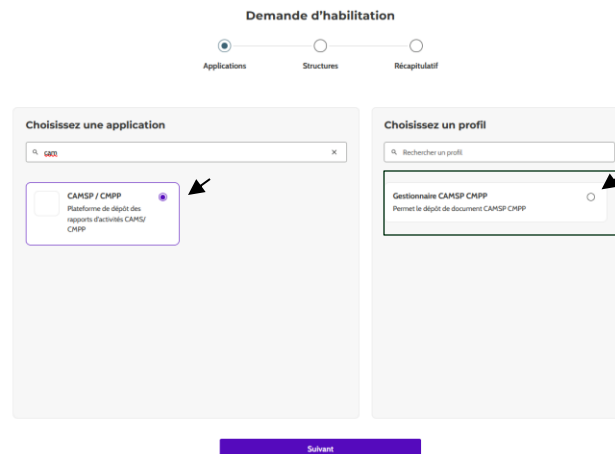 Demande d’habilitation
Applications
Structures
Récapitulatif
Choisissez une application
cam
CAMSP / CMPP
Plateforme de dépôt des
rapports d'activités CAMS/
CMPP
Choisissez un profil
Rechercher un profil
Gestionnaire CAMSP CMPP
Permet le dépôt de document CAMSP CMPP
Suivant